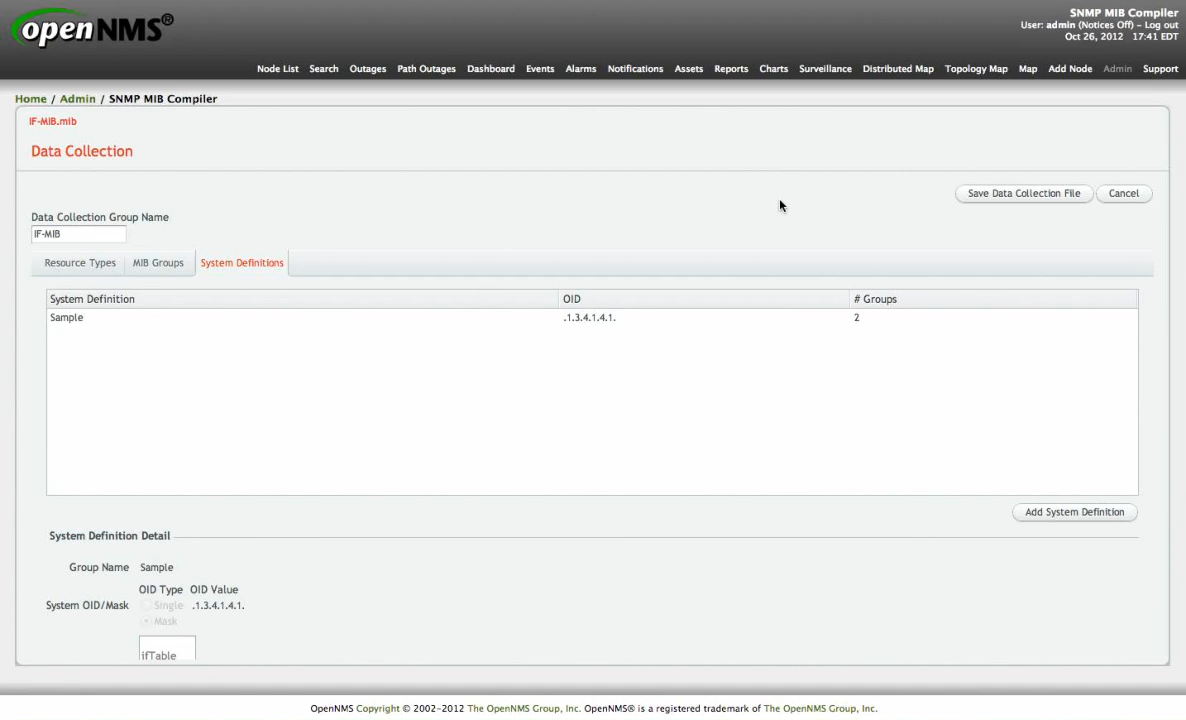 openNMS®
SNMP MIB Compiler
User: admin (Notices Off) – Log out
Oct 26, 2012 17:41 EDT
Node List Search Outages Path Outages Dashboard Events Alarms Notifications Assets Reports Charts Surveillance Distributed Map Topology Map Map Add Node Admin Support
Home / Admin / SNMP MIB Compiler
IF-MIB.mib
Data Collection
Save Data Collection File Cancel
Data Collection Group Name
IF-MIB
Resource Types MIB Groups System Definitions
System Definition OID # Groups
Sample .1.3.4.1.4.1. 2
Add System Definition
System Definition Detail
Group Name Sample
OID Type OID Value
System OID/Mask Single .1.3.4.1.4.1.
Mask
ifTable
OpenNMS Copyright © 2002-2012 The OpenNMS Group, Inc. OpenNMS® is a registered trademark of The OpenNMS Group, Inc.